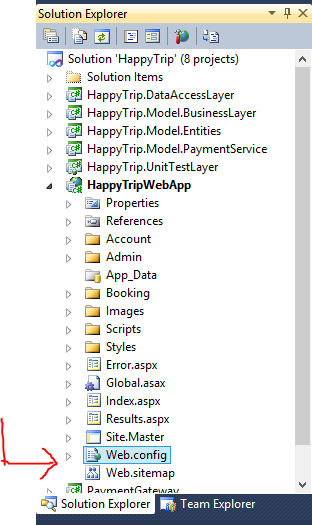 Solution Explorer
Solution 'HappyTrip' (8 projects)
Solution Items
HappyTrip.DataAccessLayer
HappyTrip.Model.BusinessLayer
HappyTrip.Model.Entities
HappyTrip.Model.PaymentService
HappyTrip.UnitTestLayer
HappyTripWebApp
Properties
References
Account
Admin
App_Data
Booking
Images
Scripts
Styles
Error.aspx
Global.asax
Index.aspx
Results.aspx
Site.Master
Web.config
Web.sitemap
PaymentGateway
Solution Explorer Team Explorer